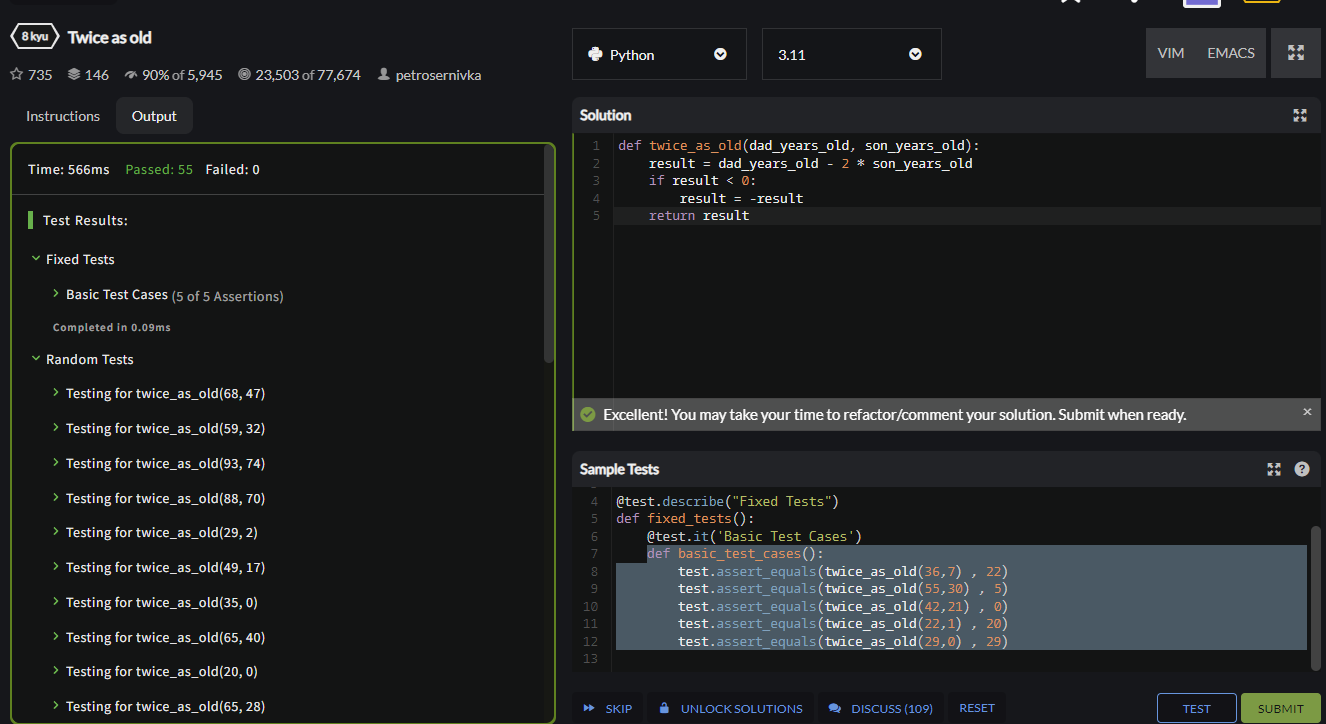 8 kyu Twice as old
735 146 90% of 5,945 23,503 of 77,674 petrosernivka
Instructions Output
Time: 566ms Passed: 55 Failed: 0
Test Results:
Fixed Tests
Basic Test Cases (5 of 5 Assertions)
Completed in 0.09ms
Random Tests
Testing for twice_as_old(68, 47)
Testing for twice_as_old(59, 32)
Testing for twice_as_old(93, 74)
Testing for twice_as_old(88, 70)
Testing for twice_as_old(29, 2)
Testing for twice_as_old(49, 17)
Testing for twice_as_old(35, 0)
Testing for twice_as_old(65, 40)
Testing for twice_as_old(20, 0)
Testing for twice_as_old(65, 28)
Python 3.11 VIM EMACS
Solution
1 def twice_as_old(dad_years_old, son_years_old):
2 result = dad_years_old - 2 * son_years_old
3 if result < 0:
4 result = -result
5 return result
Excellent! You may take your time to refactor/comment your solution. Submit when ready. ×
Sample Tests ?
4 @test.describe("Fixed Tests")
5 def fixed_tests():
6 @test.it('Basic Test Cases')
7 def basic_test_cases():
8 test.assert_equals(twice_as_old(36,7) , 22)
9 test.assert_equals(twice_as_old(55,30) , 5)
10 test.assert_equals(twice_as_old(42,21) , 0)
11 test.assert_equals(twice_as_old(22,1) , 20)
12 test.assert_equals(twice_as_old(29,0) , 29)
13
SKIP UNLOCK SOLUTIONS DISCUSS (109) RESET TEST SUBMIT